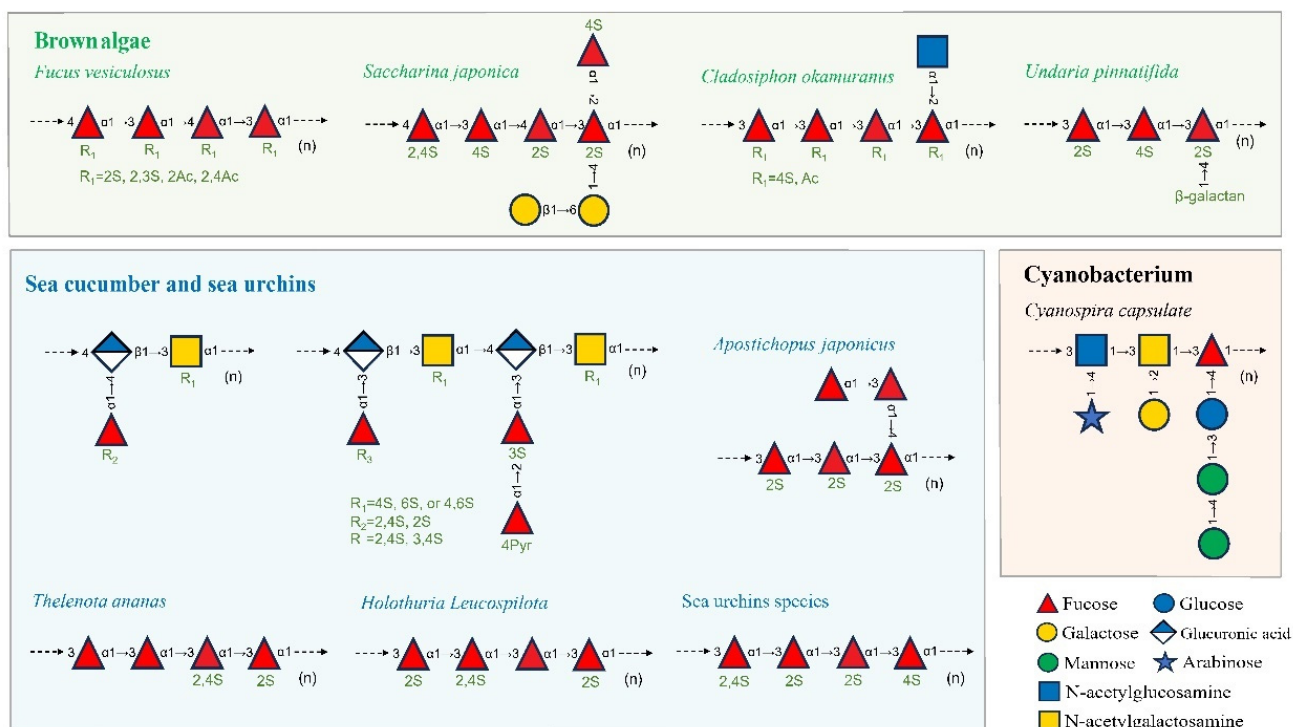 Brown algae
Fucus vesiculosus
4 α1 →3 α1 →4 α1→3 α1
R1 R1 R1 R1 (n)
R1=2S, 2,3S, 2Ac, 2,4Ac
Saccharina japonica
4S
α1→2
4 α1→3 α1→4 α1→3 α1
2,4S 4S 2S 2S (n)
1→4
β1→6
Cladosiphon okamuranus
α1→2
3 α1 →3 α1 →3 α1 →3 α1
R1 R1 R1 R1 (n)
R1=4S, Ac
Undaria pinnatifida
3 α1→3 α1→3 α1
2S 4S 2S (n)
1→4
β-galactan
Sea cucumber and sea urchins
4 β1→3 α1
R1 (n)
α1→4
R2
4 β1→3 α1→4 β1→3 α1
R1 R1 (n)
α1→3 α1→3
R3 3S
α1→2
4Pyr
R1=4S, 6S, or 4,6S
R2=2,4S, 2S
R =2,4S, 3,4S
Apostichopus japonicus
α1 →3
α1→4
3 α1→3 α1→3 α1
2S 2S 2S (n)
Thelenota ananas
3 α1→3 α1→3 α1→3 α1
2,4S 2S (n)
Holothuria Leucospilota
3 α1→3 α1→3 α1→3 α1
2S 2,4S 2S (n)
Sea urchins species
3 α1→3 α1→3 α1→3 α1
2,4S 2S 2S 4S (n)
Cyanobacterium
Cyanospira capsulate
3 1→3 1→3 1
(n)
1→4 1→2 1→4
1→3
1→4
Fucose
Glucose
Galactose
Glucuronic acid
Mannose
Arabinose
N-acetylglucosamine
N-acetylgalactosamine